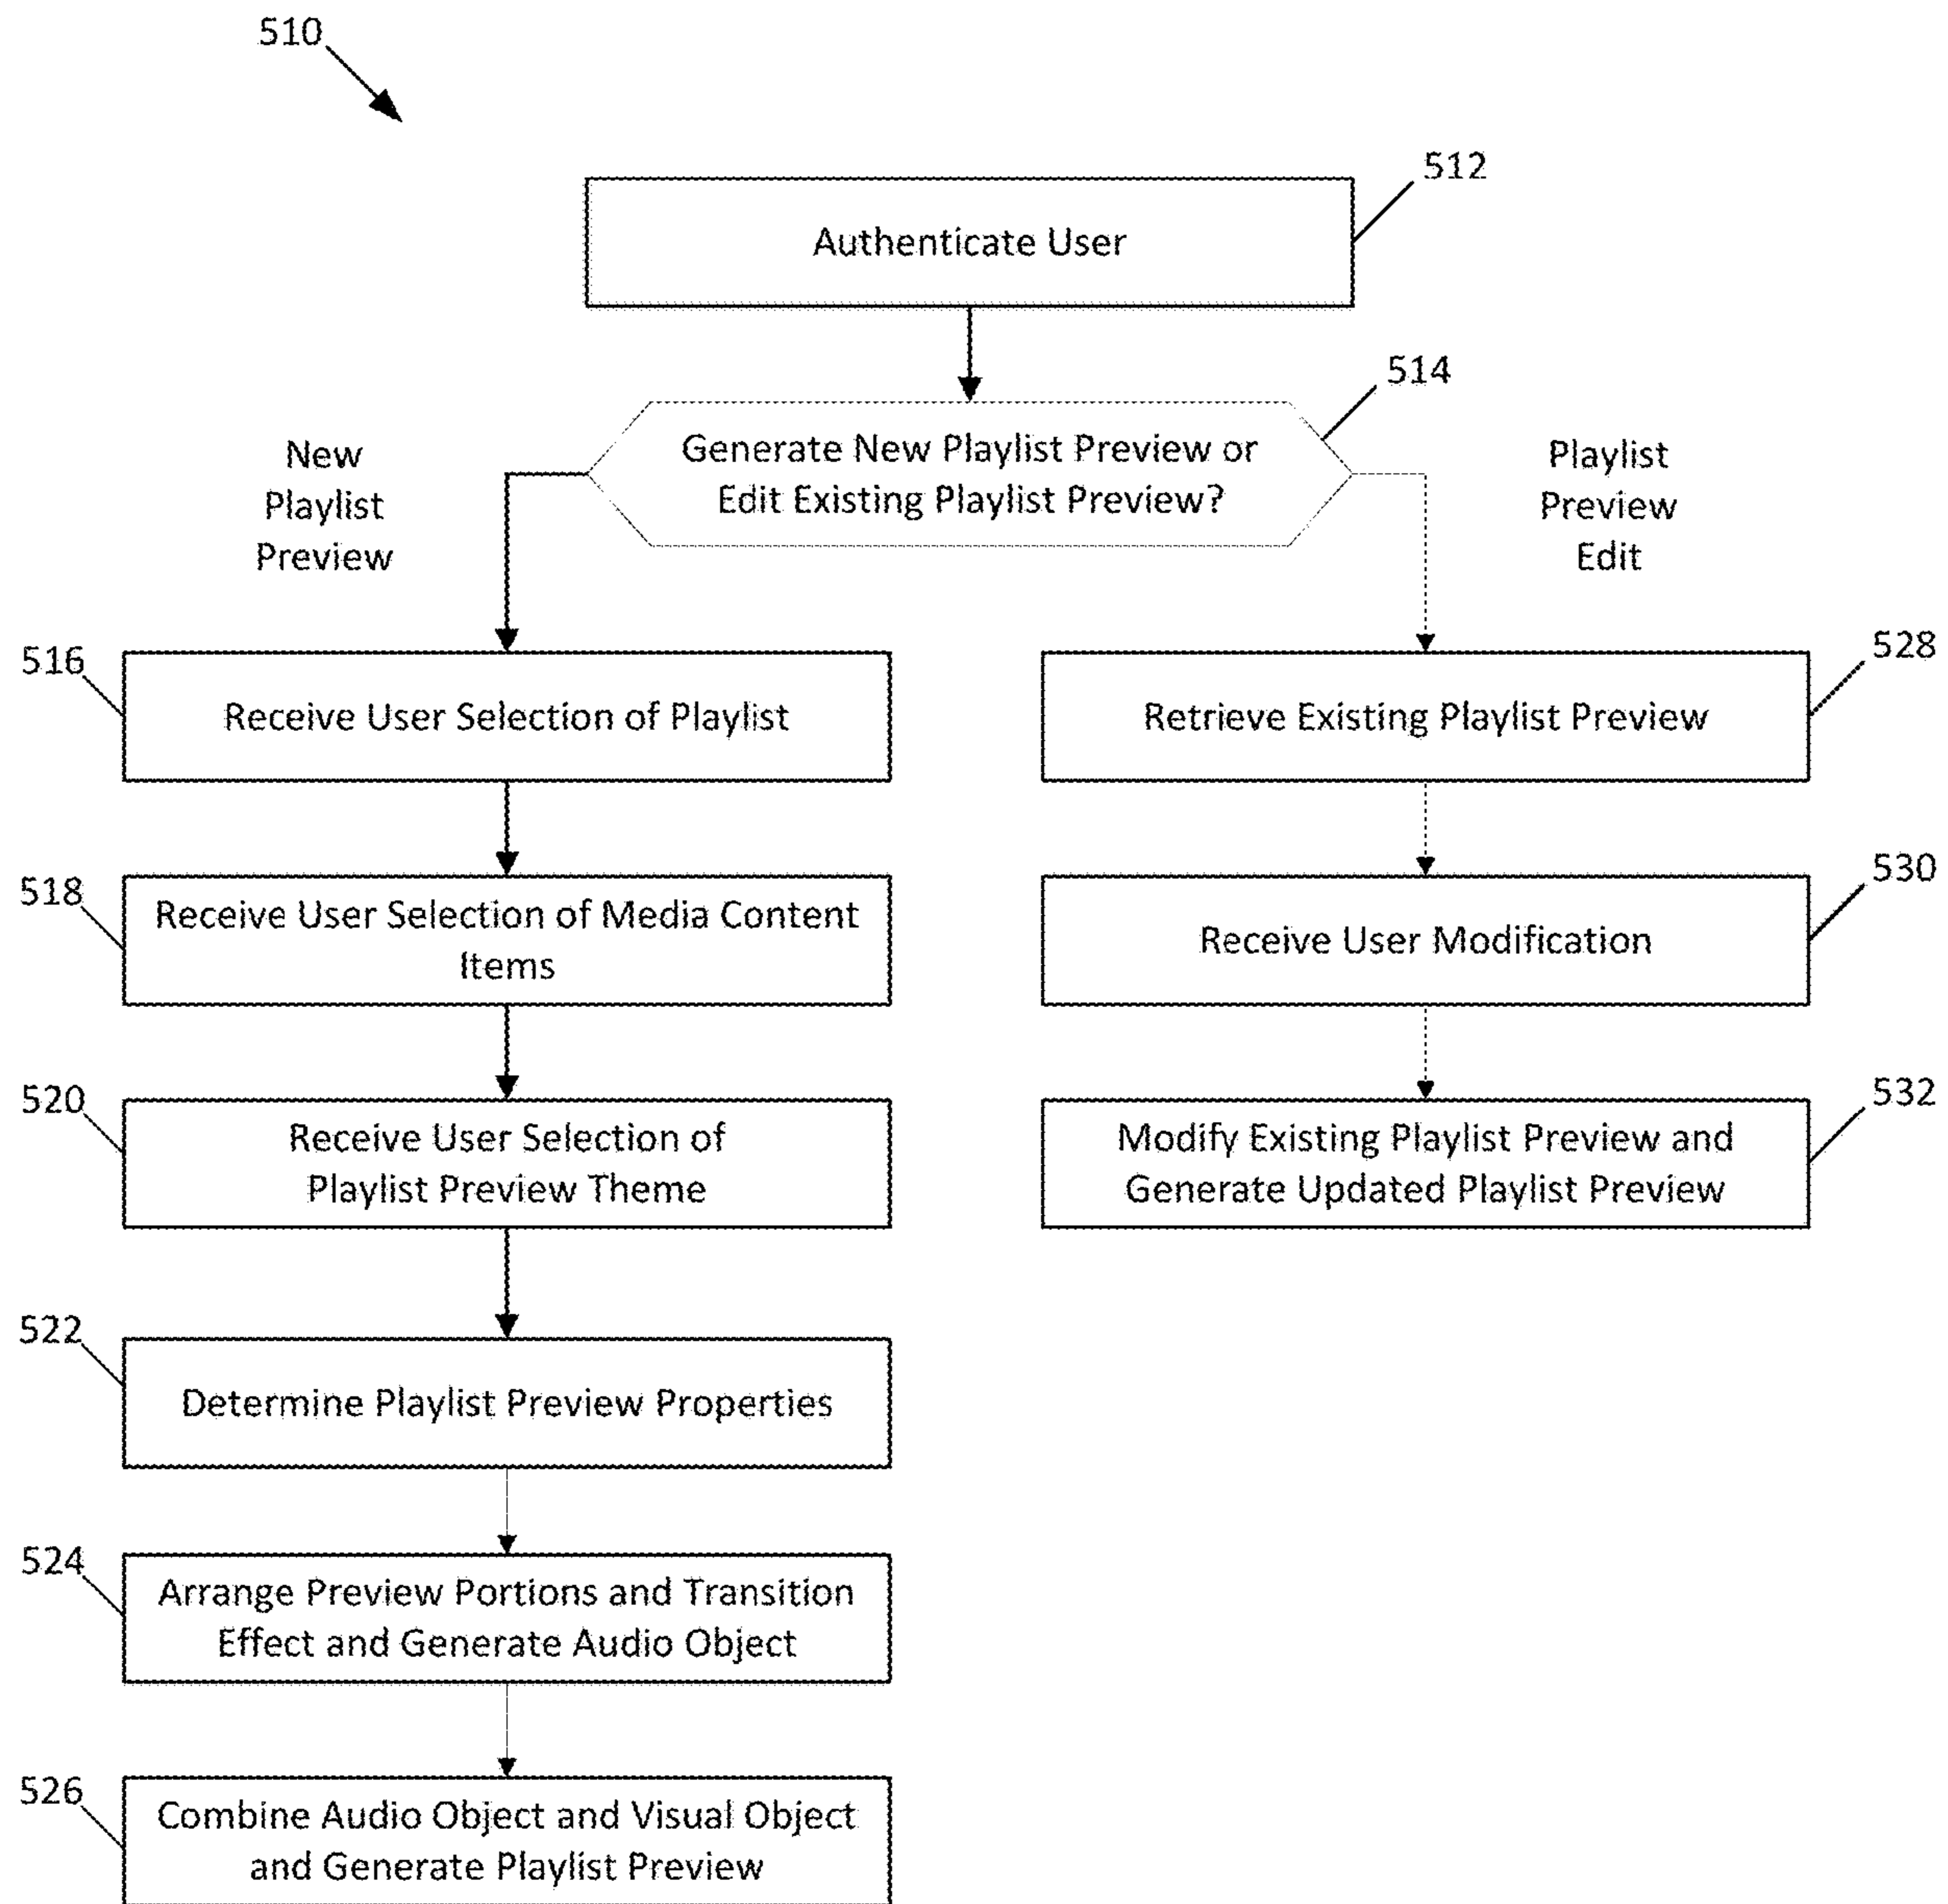 510
512
Authenticate User
514
Generate New Playlist Preview or
Edit Existing Playlist Preview?
New
Playlist
Preview
Playlist
Preview
Edit
516
Receive User Selection of Playlist
528
Retrieve Existing Playlist Preview
518
Receive User Selection of Media Content
Items
530
Receive User Modification
520
Receive User Selection of
Playlist Preview Theme
532
Modify Existing Playlist Preview and
Generate Updated Playlist Preview
522
Determine Playlist Preview Properties
524
Arrange Preview Portions and Transition
Effect and Generate Audio Object
526
Combine Audio Object and Visual Object
and Generate Playlist Preview